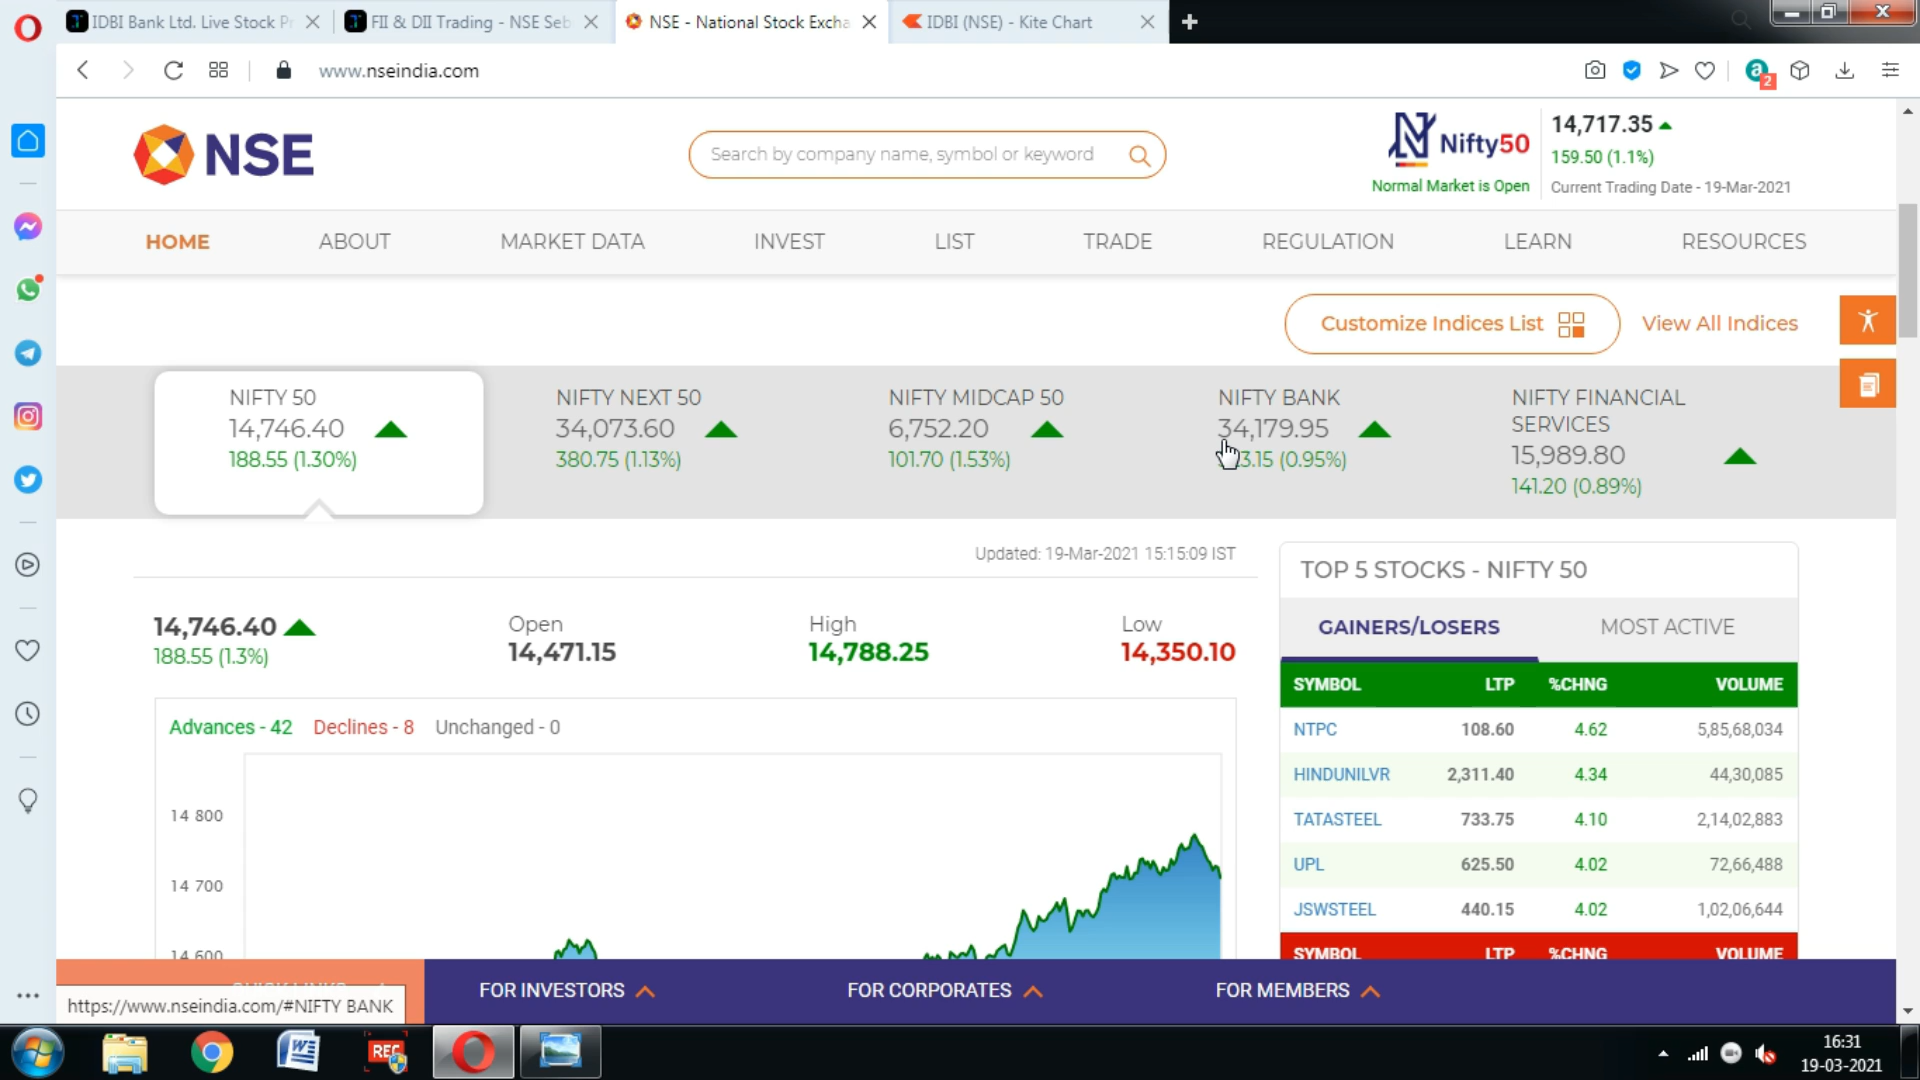 IDBI Bank Ltd. Live Stock Pr
FII & DII Trading - NSE Seb
NSE - National Stock Excha
IDBI (NSE) - Kite Chart
www.nseindia.com
2
NSE
Search by company name, symbol or keyword
Nifty50
Normal Market is Open
14,717.35
159.50 (1.1%)
Current Trading Date - 19-Mar-2021
HOME ABOUT MARKET DATA INVEST LIST TRADE REGULATION LEARN RESOURCES
Customize Indices List
View All Indices
NIFTY 50
14,746.40
188.55 (1.30%)
NIFTY NEXT 50
34,073.60
380.75 (1.13%)
NIFTY MIDCAP 50
6,752.20
101.70 (1.53%)
NIFTY BANK
34,179.95
3.15 (0.95%)
NIFTY FINANCIAL
SERVICES
15,989.80
141.20 (0.89%)
Updated: 19-Mar-2021 15:15:09 IST
14,746.40
188.55 (1.3%)
Open
14,471.15
High
14,788.25
Low
14,350.10
Advances - 42 Declines - 8 Unchanged - 0
14 800
14 700
14 600
TOP 5 STOCKS - NIFTY 50
GAINERS/LOSERS MOST ACTIVE
SYMBOL LTP %CHNG VOLUME
NTPC 108.60 4.62 5,85,68,034
HINDUNILVR 2,311.40 4.34 44,30,085
TATASTEEL 733.75 4.10 2,14,02,883
UPL 625.50 4.02 72,66,488
JSWSTEEL 440.15 4.02 1,02,06,644
SYMBOL LTP %CHNG VOLUME
FOR INVESTORS
FOR CORPORATES
FOR MEMBERS
https://www.nseindia.com/#NIFTY BANK
REC
16:31
19-03-2021